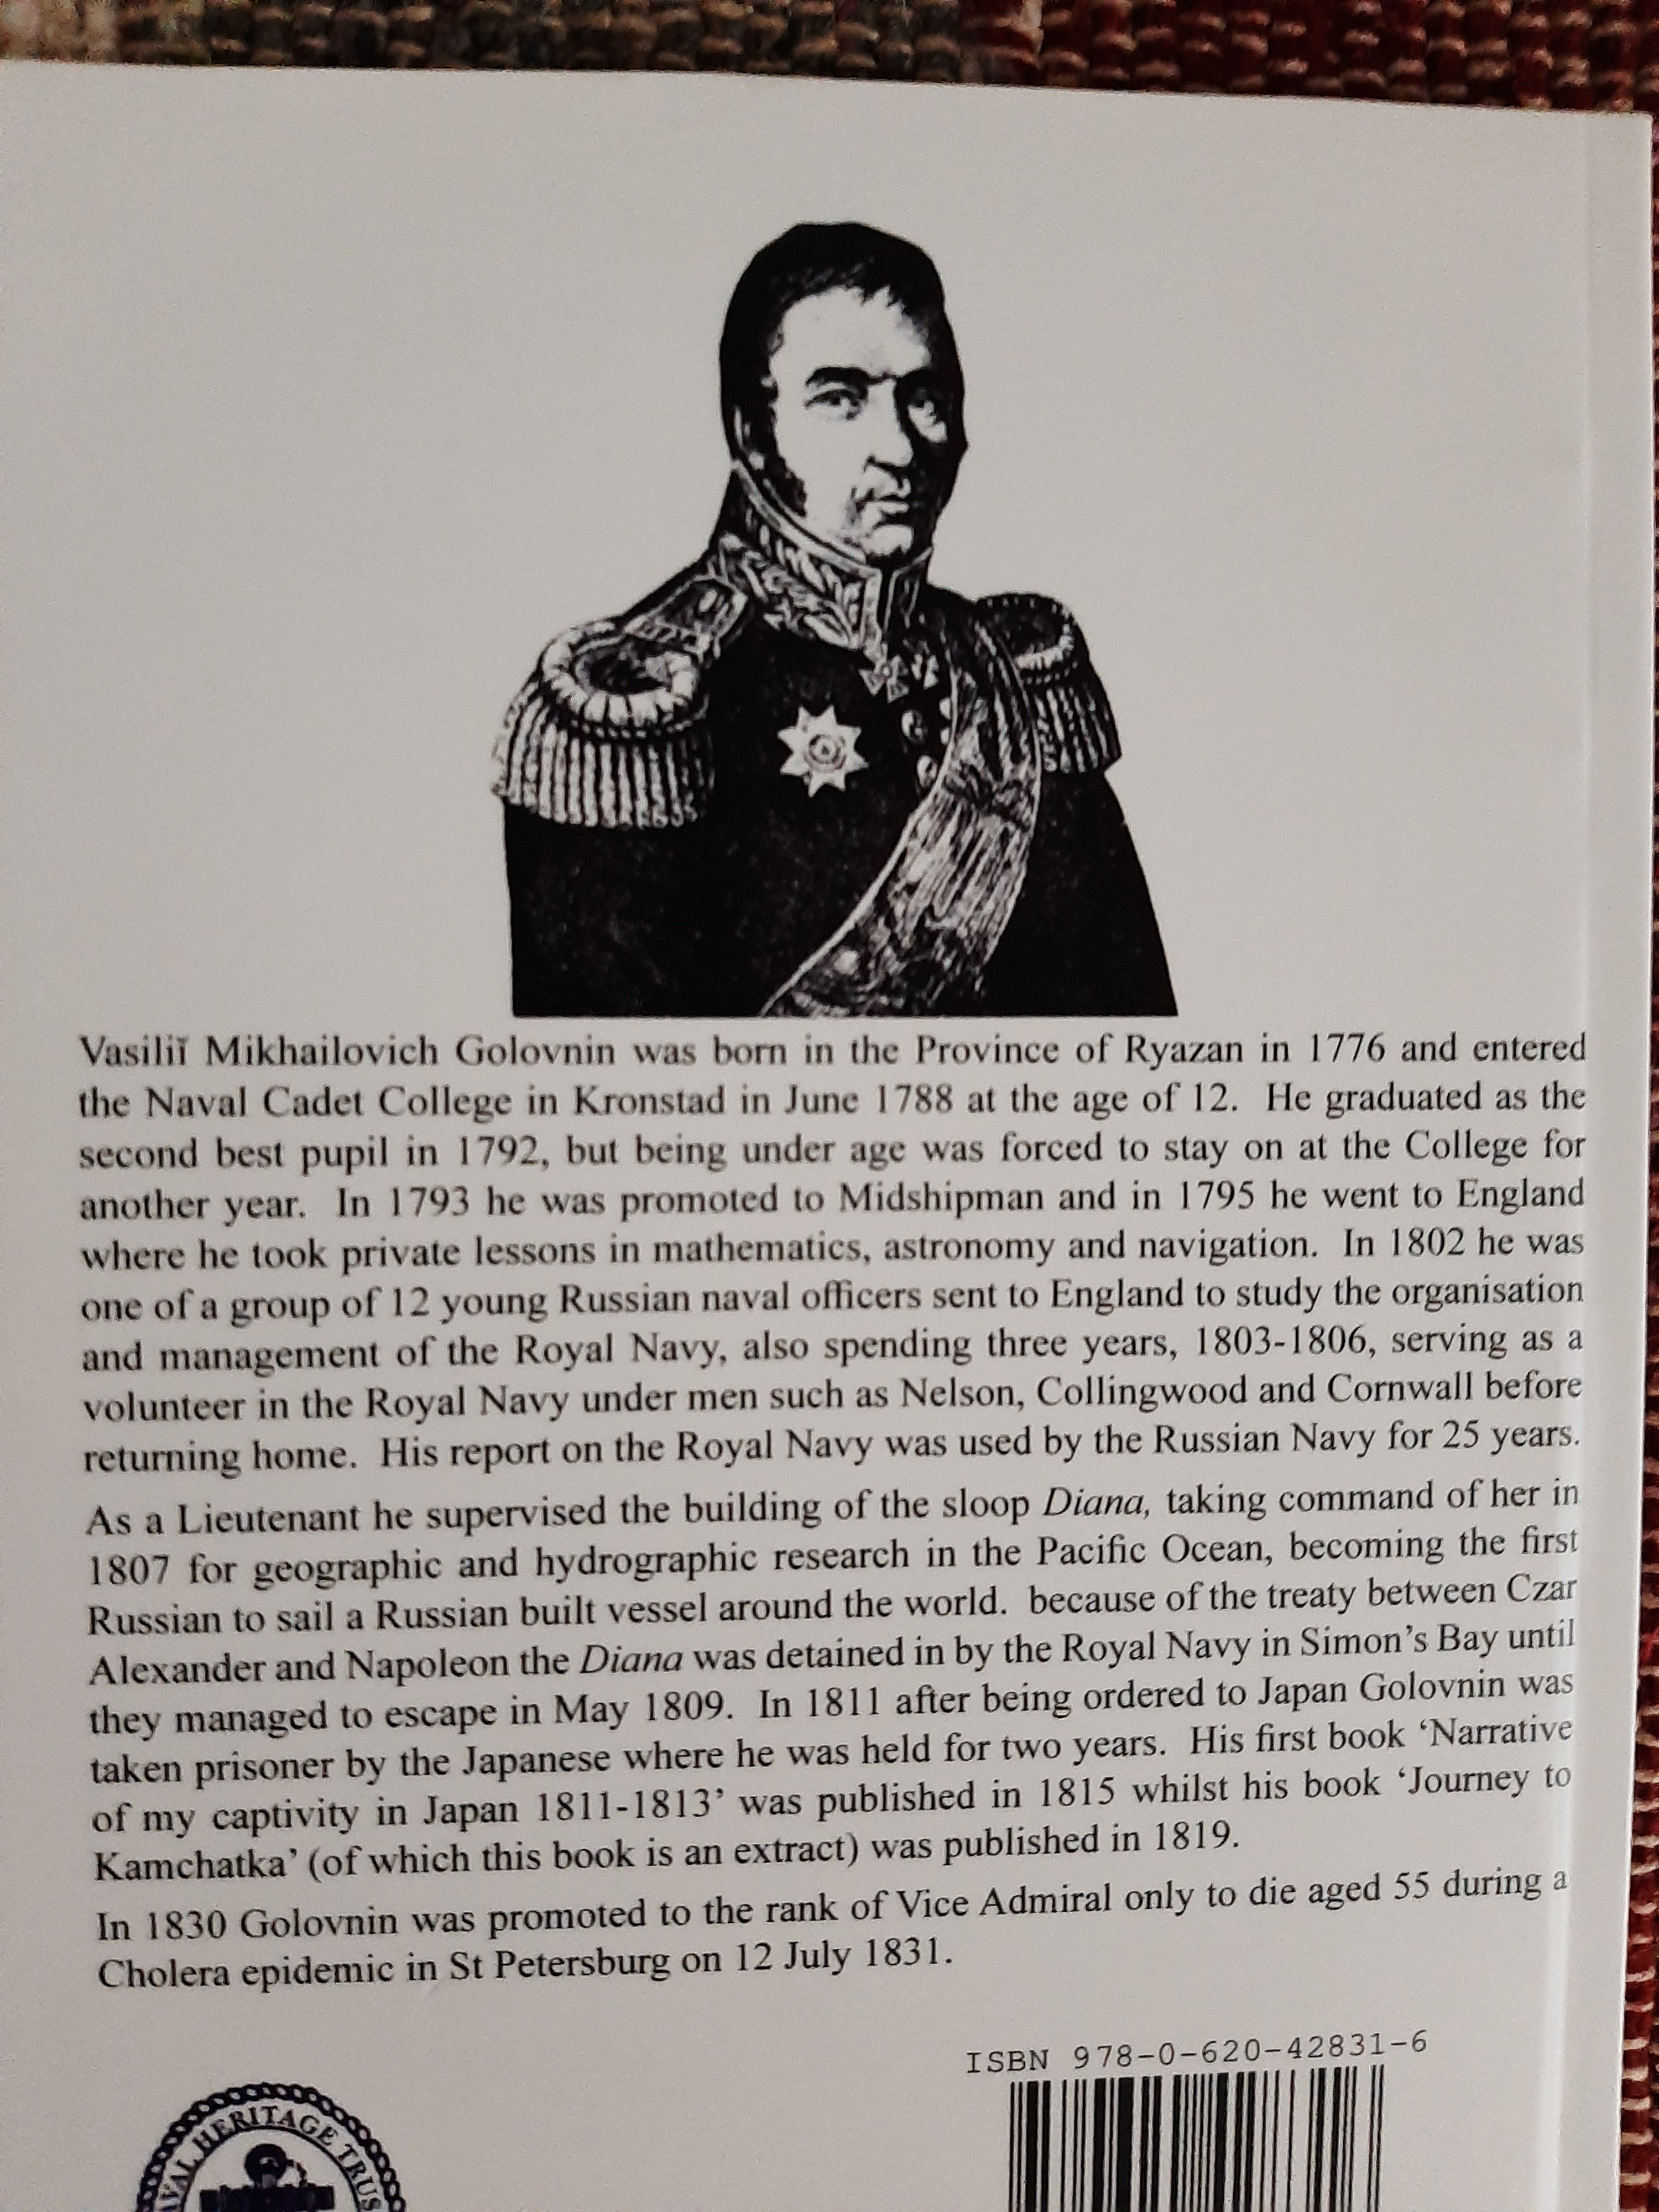 Vasiliĭ Mikhailovich Golovnin was born in the Province of Ryazan in 1776 and entered
the Naval Cadet College in Kronstad in June 1788 at the age of 12.  He graduated as the
second best pupil in 1792, but being under age was forced to stay on at the College for
another year.  In 1793 he was promoted to Midshipman and in 1795 he went to England
where he took private lessons in mathematics, astronomy and navigation.  In 1802 he was
one of a group of 12 young Russian naval officers sent to England to study the organisation
and management of the Royal Navy, also spending three years, 1803-1806, serving as a
volunteer in the Royal Navy under men such as Nelson, Collingwood and Cornwall before
returning home.  His report on the Royal Navy was used by the Russian Navy for 25 years.
As a Lieutenant he supervised the building of the sloop Diana, taking command of her in
1807 for geographic and hydrographic research in the Pacific Ocean, becoming the first
Russian to sail a Russian built vessel around the world.  because of the treaty between Czar
Alexander and Napoleon the Diana was detained in by the Royal Navy in Simon's Bay until
they managed to escape in May 1809.  In 1811 after being ordered to Japan Golovnin was
taken prisoner by the Japanese where he was held for two years.  His first book ‘Narrative
of my captivity in Japan 1811-1813’ was published in 1815 whilst his book ‘Journey to
Kamchatka’ (of which this book is an extract) was published in 1819.
In 1830 Golovnin was promoted to the rank of Vice Admiral only to die aged 55 during a
Cholera epidemic in St Petersburg on 12 July 1831.
ISBN 978-0-620-42831-6
HERITAGE